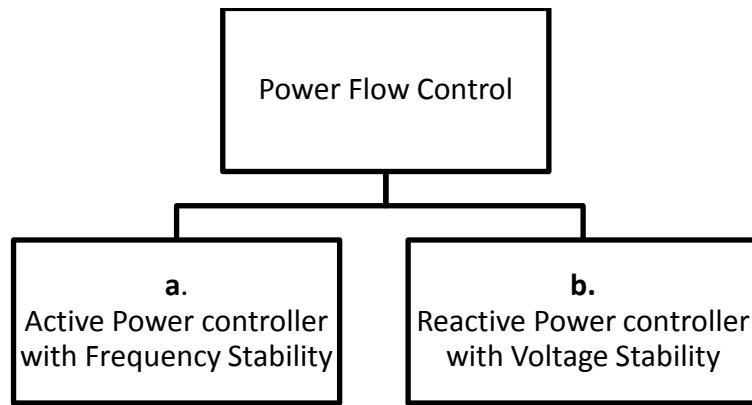 Power Flow Control
a.
Active Power controller
with Frequency Stability
b.
Reactive Power controller
with Voltage Stability